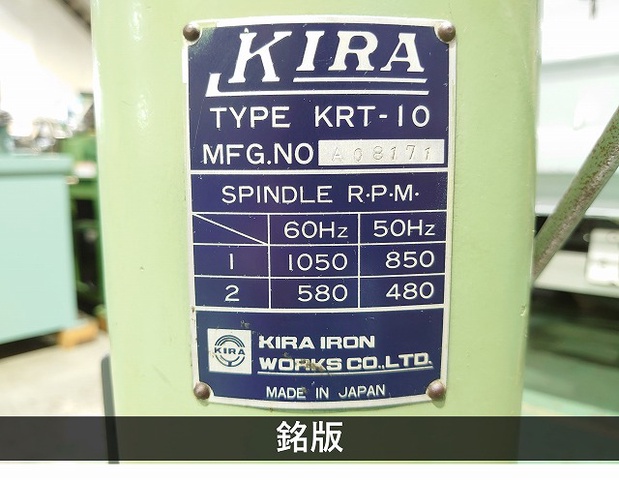 KIRA
TYPE KRT-10
MFG.NO A08171
SPINDLE R.P.M.
60Hz 50Hz
1 1050 850
2 580 480
KIRA KIRA IRON
WORKS CO.,LTD.
MADE IN JAPAN
銘版